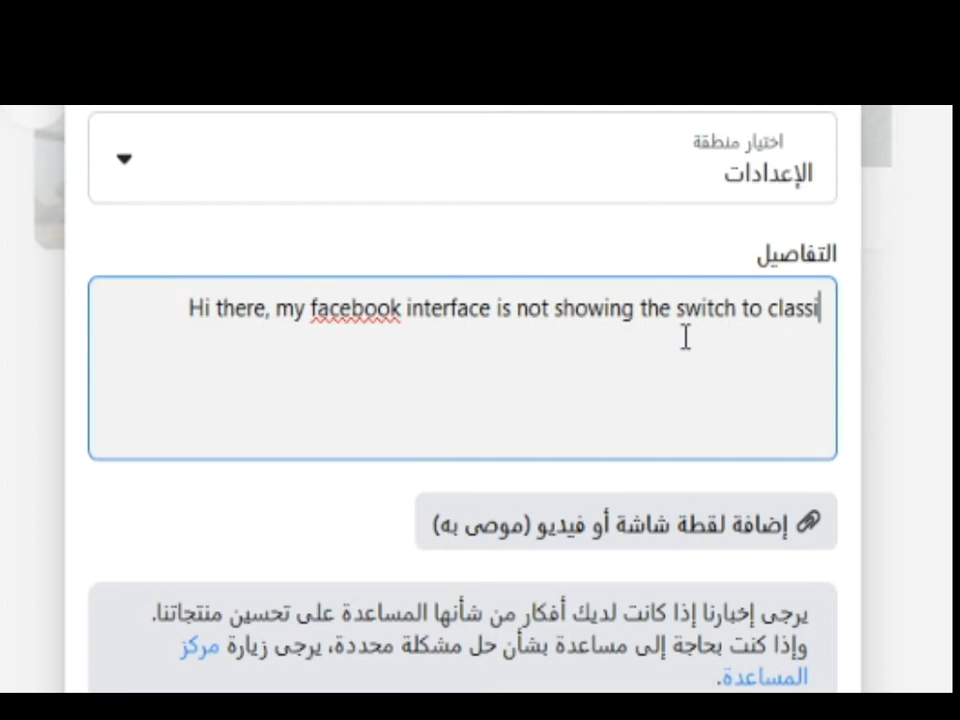 اختيار منطقة
الإعدادات
التفاصيل
Hi there, my facebook interface is not showing the switch to classi
إضافة لقطة شاشة أو فيديو (موصى به)
يرجى إخبارنا إذا كانت لديك أفكار من شأنها المساعدة على تحسين منتجاتنا.
وإذا كنت بحاجة إلى مساعدة بشأن حل مشكلة محددة، يرجى زيارة مركز
المساعدة.